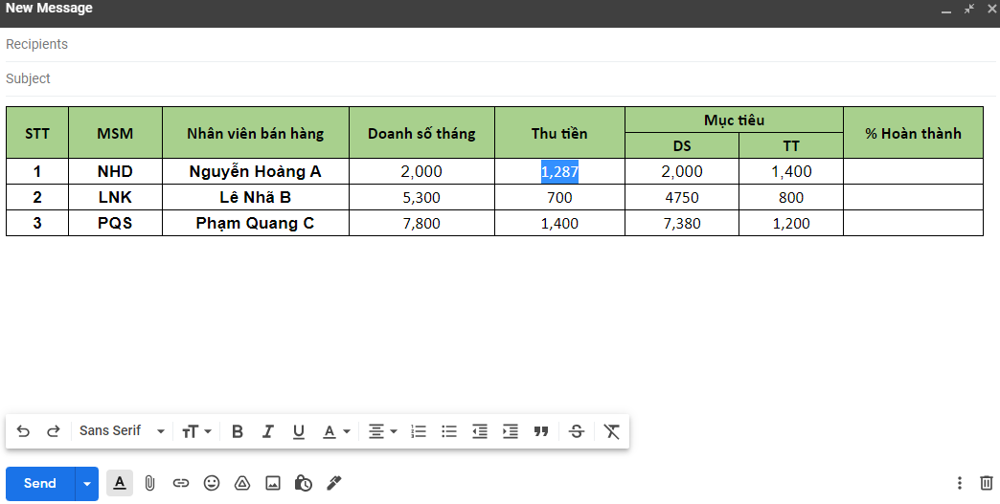 New Message
Recipients
Subject
STT MSM Nhân viên bán hàng Doanh số tháng Thu tiền Mục tiêu % Hoàn thành
DS TT
1 NHD Nguyễn Hoàng A 2,000 1,287 2,000 1,400
2 LNK Lê Nhã B 5,300 700 4750 800
3 PQS Phạm Quang C 7,800 1,400 7,380 1,200
Sans Serif
Send